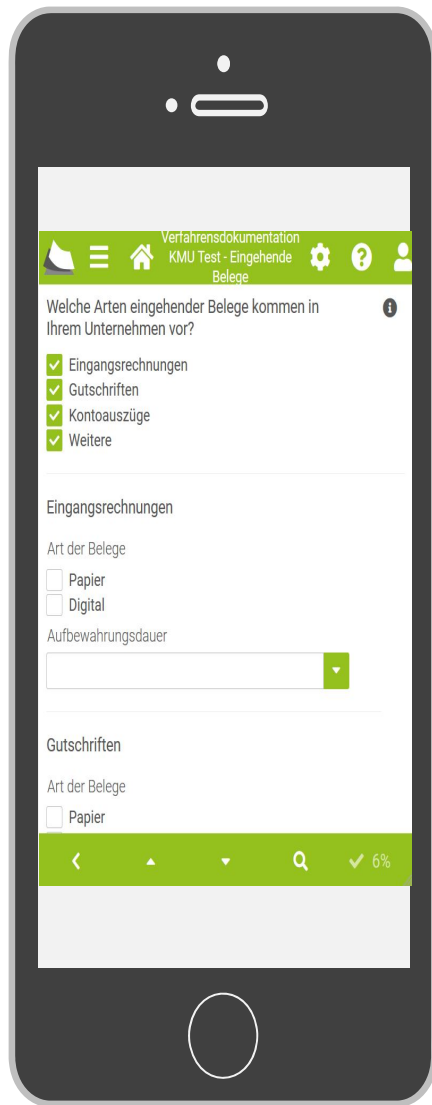 Verfahrensdokumentation
KMU Test - Eingehende
Belege
Welche Arten eingehender Belege kommen in
Ihrem Unternehmen vor?
Eingangsrechnungen
Gutschriften
Kontoauszüge
Weitere
Eingangsrechnungen
Art der Belege
Papier
Digital
Aufbewahrungsdauer
Gutschriften
Art der Belege
Papier
6%